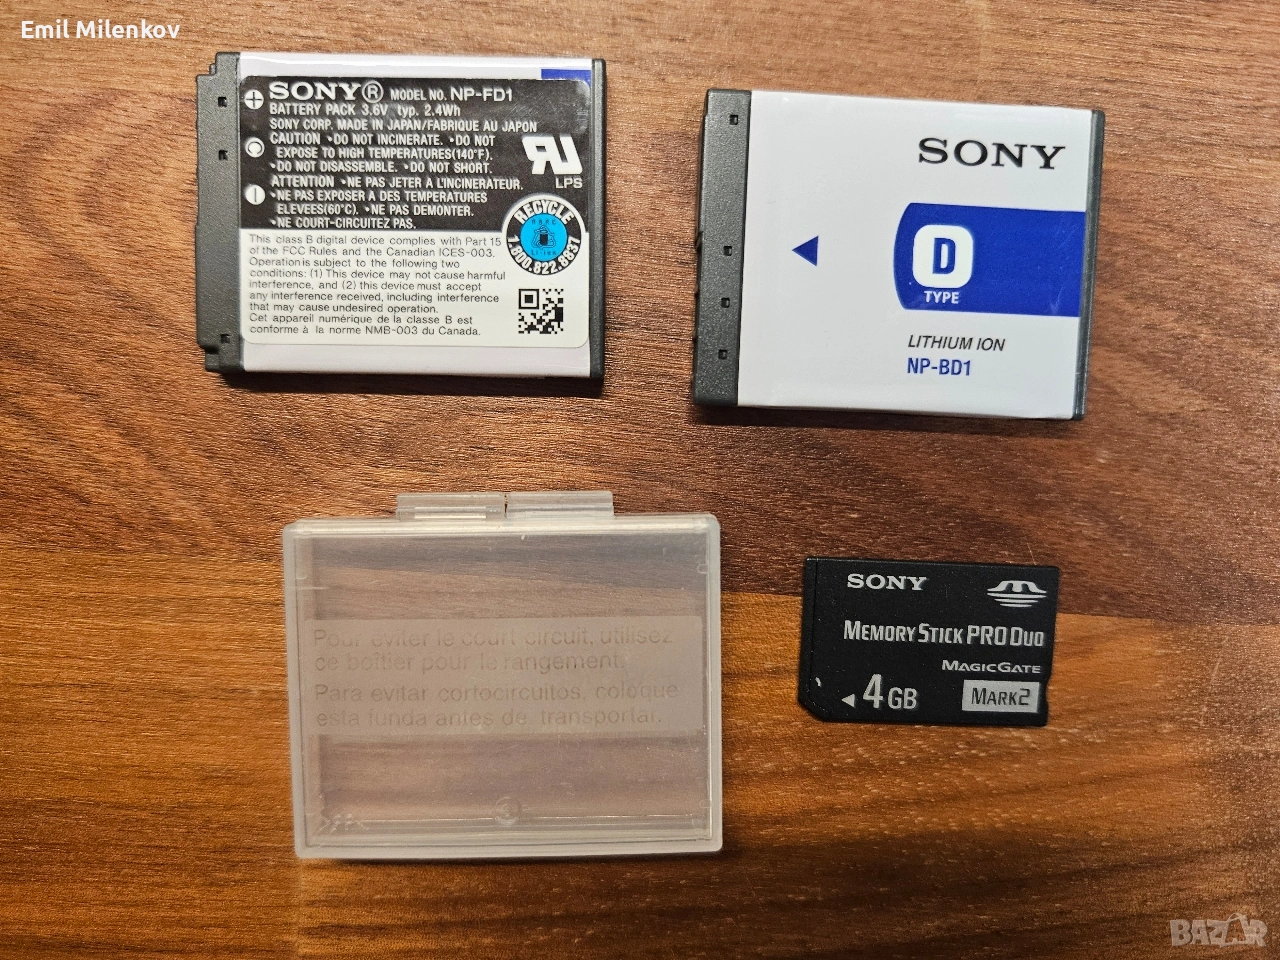 Emil Milenkov
SONY® MODEL NO. NP-FD1
BATTERY PACK 3.6V typ. 2.4Wh
SONY CORP. MADE IN JAPAN/FABRIQUE AU JAPON
CAUTION •DO NOT INCINERATE. •DO NOT
EXPOSE TO HIGH TEMPERATURES(140°F).
•DO NOT DISASSEMBLE. •DO NOT SHORT.
ATTENTION •NE PAS JETER A L'INCINERATEUR.
•NE PAS EXPOSER A DES TEMPERATURES
ELEVEES(60°C). •NE PAS DEMONTER.
•NE COURT-CIRCUITEZ PAS.
LPS
RECYCLE
LI-ION
1.800.822.8837
This class B digital device complies with Part 15
of the FCC Rules and the Canadian ICES-003.
Operation is subject to the following two
conditions: (1) This device may not cause harmful
interference, and (2) this device must accept
any interference received, including interference
that may cause undesired operation.
Cet appareil numérique de la classe B est
conforme à la norme NMB-003 du Canada.
SONY
D
TYPE
LITHIUM ION
NP-BD1
Pour éviter le court circuit, utilisez
ce boîtier pour le rangement.
Para evitar cortocircuitos, coloque
esta funda antes de transportar.
SONY
MEMORY STICK PRO DUO
MAGICGATE
4GB
MARK2
BAZAR